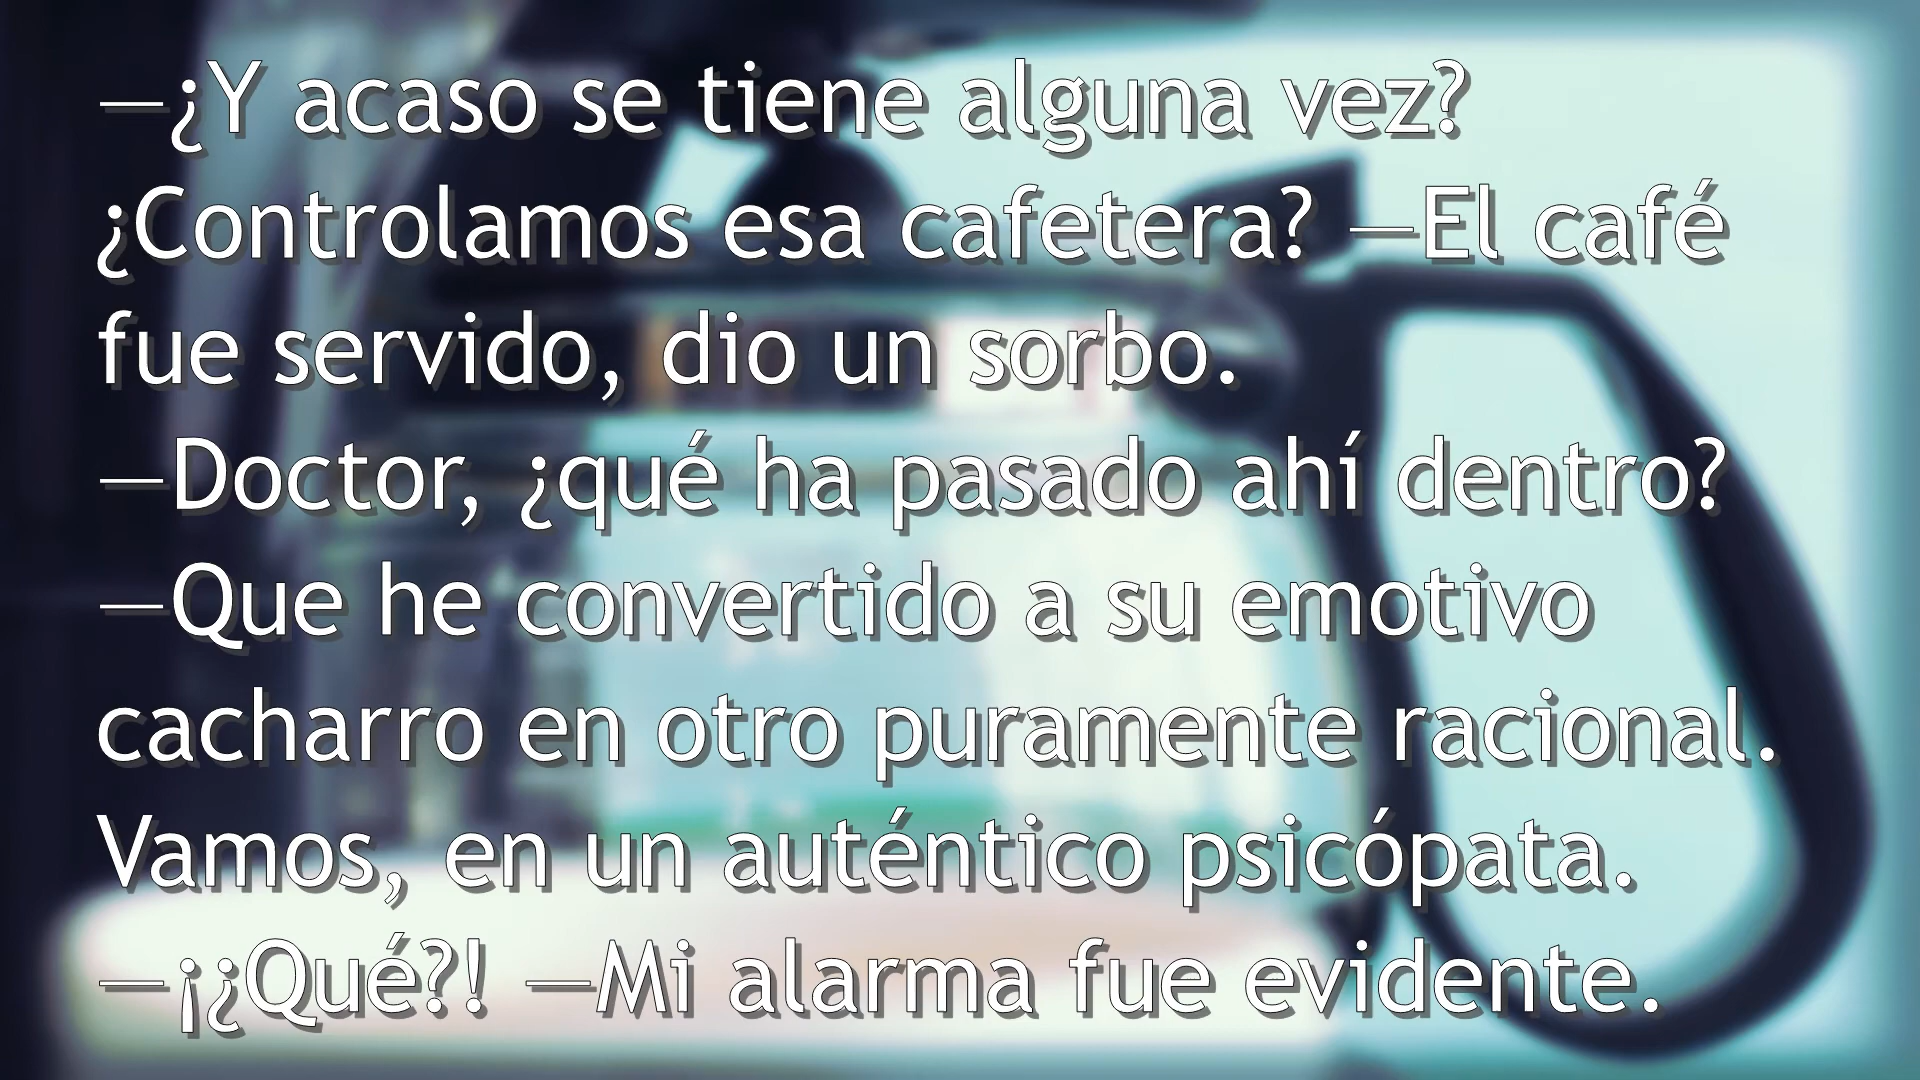 —¿Y acaso se tiene alguna vez?
¿Controlamos esa cafetera? —El café
fue servido, dio un sorbo.
—Doctor, ¿qué ha pasado ahí dentro?
—Que he convertido a su emotivo
cacharro en otro puramente racional.
Vamos, en un auténtico psicópata.
—¡¿Qué?! —Mi alarma fue evidente.